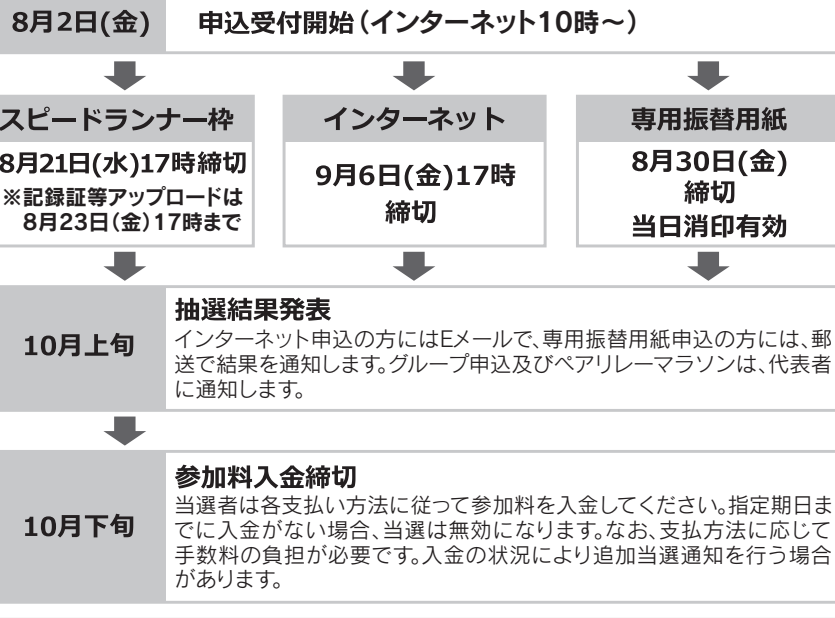 8月2日(金) 申込受付開始(インターネット10時~)
スピードランナー枠
8月21日(水)17時締切
※記録証等アップロードは
8月23日(金)17時まで
インターネット
9月6日(金)17時
締切
専用振替用紙
8月30日(金)
締切
当日消印有効
10月上旬
抽選結果発表
インターネット申込の方にはEメールで、専用振替用紙申込の方には、郵
送で結果を通知します。グループ申込及びペアリレーマラソンは、代表者
に通知します。
10月下旬
参加料入金締切
当選者は各支払い方法に従って参加料を入金してください。指定期日ま
でに入金がない場合、当選は無効になります。なお、支払方法に応じて
手数料の負担が必要です。入金の状況により追加当選通知を行う場合
があります。